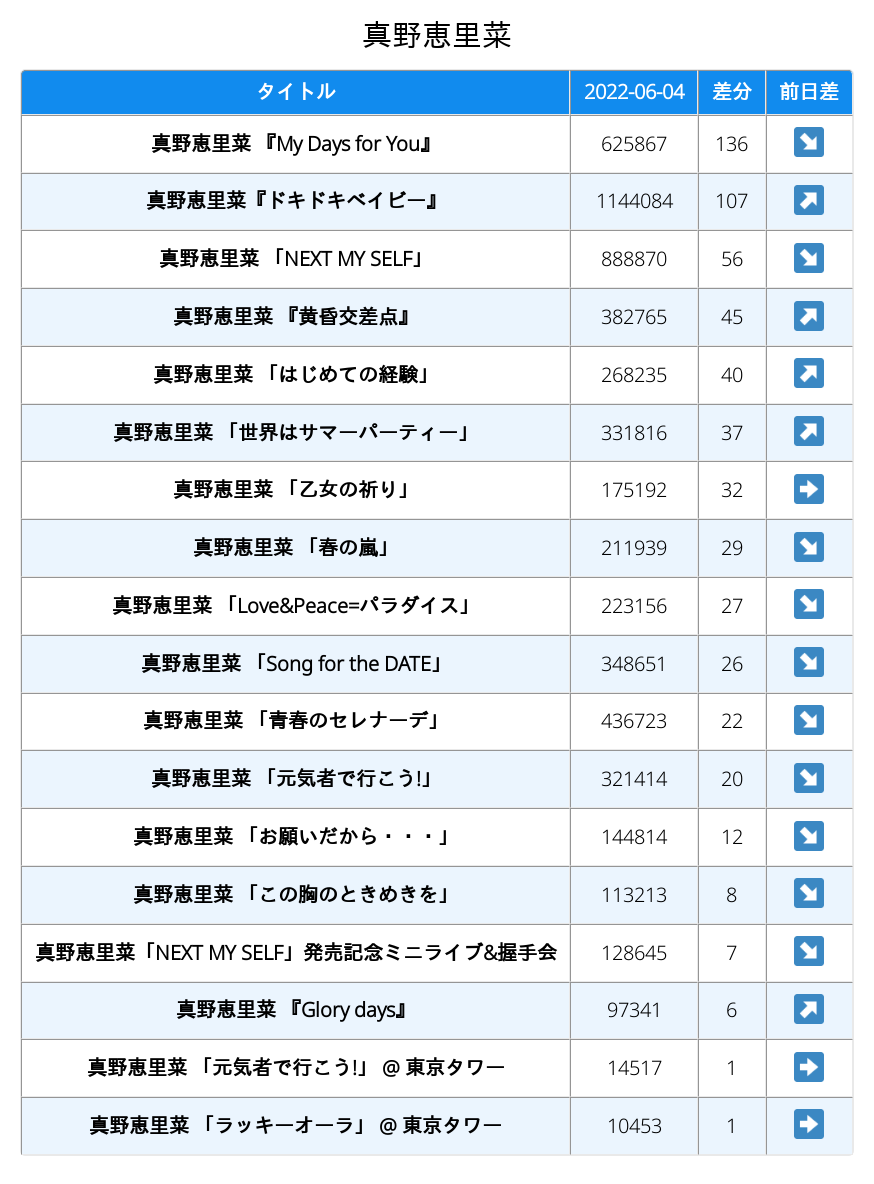 真野恵里菜
タイトル 2022-06-04 差分 前日差
真野恵里菜 『My Days for You』 625867 136 ↘
真野恵里菜『ドキドキベイビー』 1144084 107 ↗
真野恵里菜 「NEXT MY SELF」 888870 56 ↘
真野恵里菜 『黄昏交差点』 382765 45 ↗
真野恵里菜 「はじめての経験」 268235 40 ↗
真野恵里菜 「世界はサマーパーティー」 331816 37 ↗
真野恵里菜 「乙女の祈り」 175192 32 ➡
真野恵里菜 「春の嵐」 211939 29 ↘
真野恵里菜 「Love&Peace=パラダイス」 223156 27 ↘
真野恵里菜 「Song for the DATE」 348651 26 ↘
真野恵里菜 「青春のセレナーデ」 436723 22 ↘
真野恵里菜 「元気者で行こう!」 321414 20 ↘
真野恵里菜 「お願いだから・・・」 144814 12 ↘
真野恵里菜 「この胸のときめきを」 113213 8 ↘
真野恵里菜「NEXT MY SELF」発売記念ミニライブ&握手会 128645 7 ↘
真野恵里菜 『Glory days』 97341 6 ↗
真野恵里菜 「元気者で行こう!」 @ 東京タワー 14517 1 ➡
真野恵里菜 「ラッキーオーラ」 @ 東京タワー 10453 1 ➡